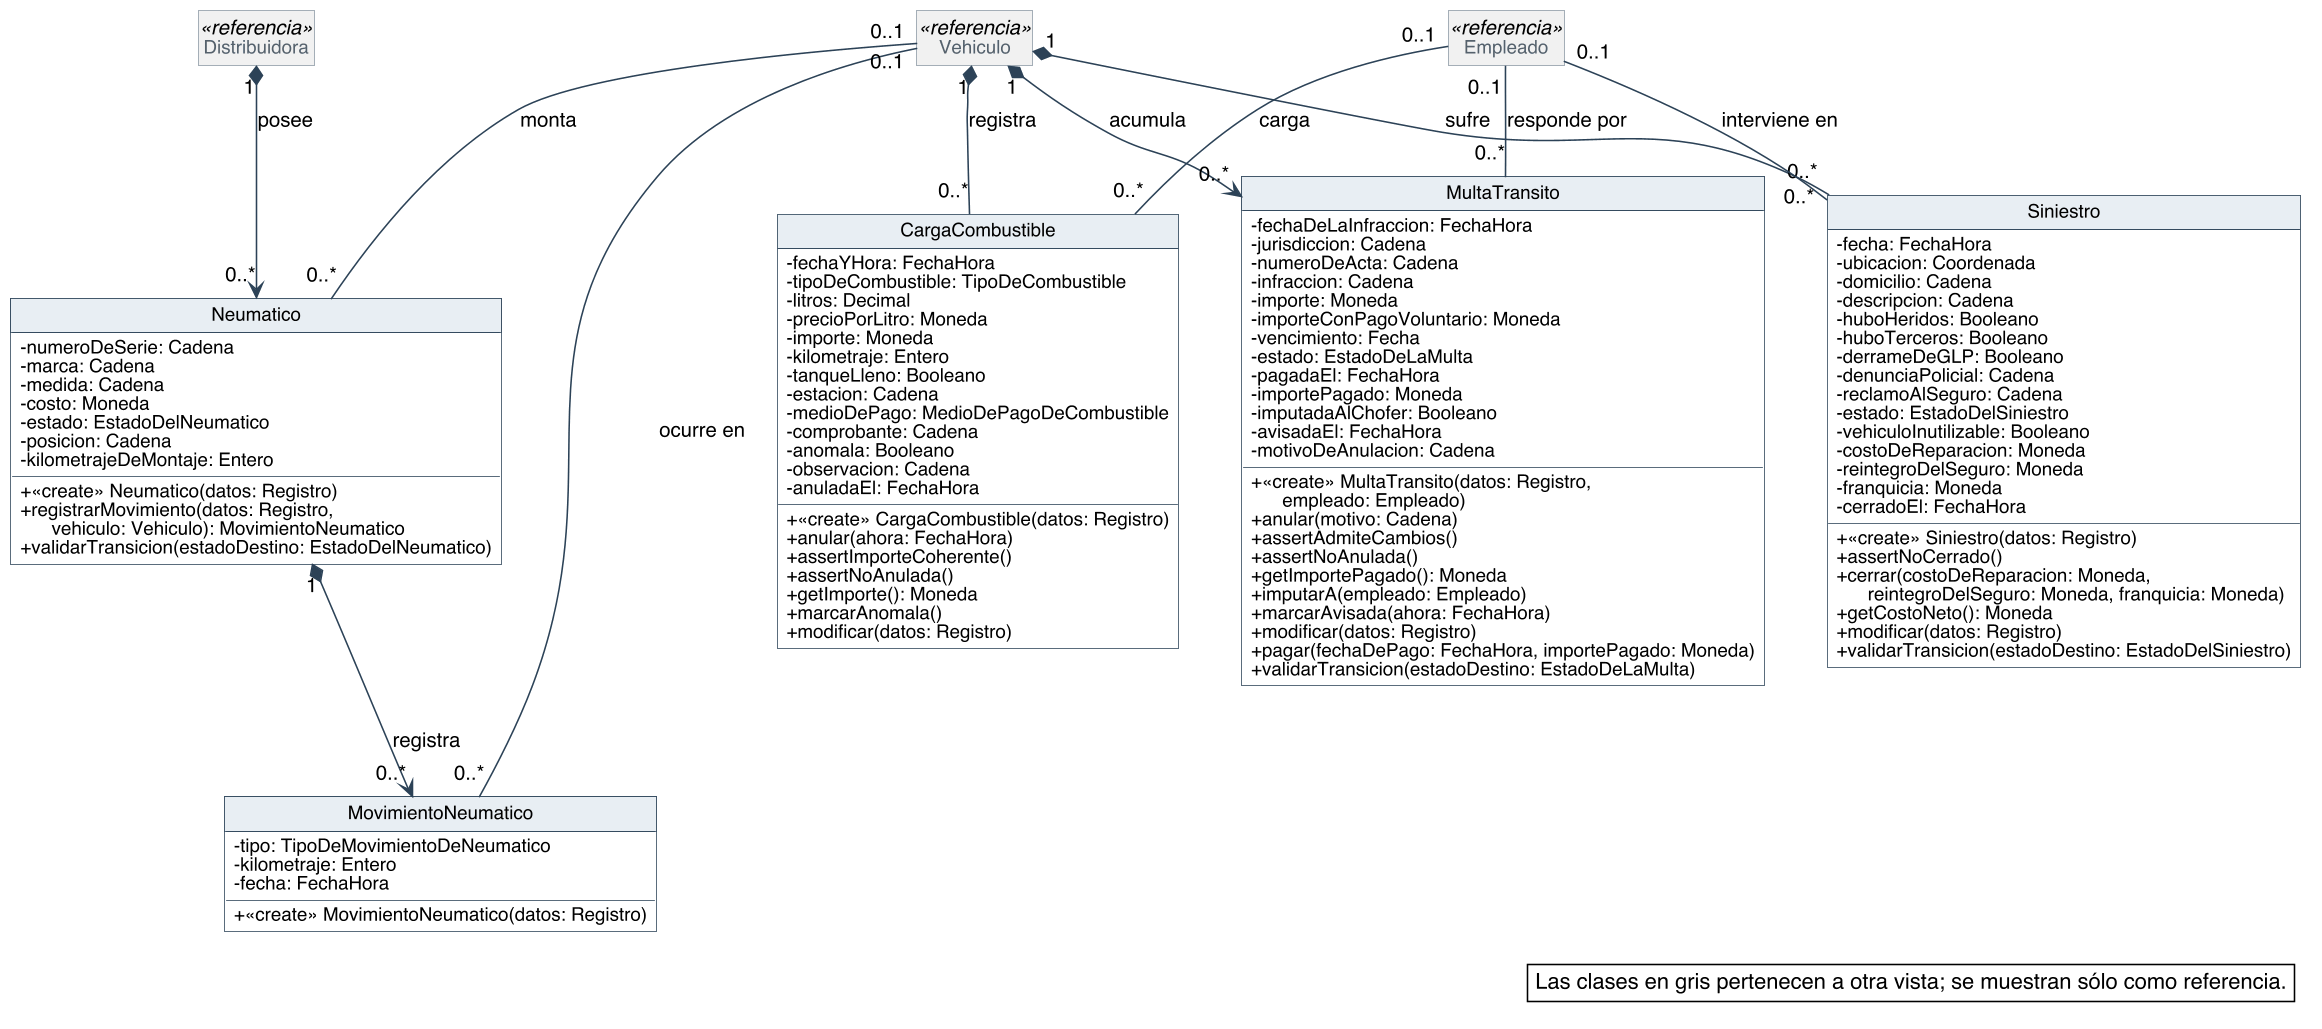 «referencia»
Distribuidora
«referencia»
Vehiculo
«referencia»
Empleado
1
posee
0..*
0..1
monta
0..*
0..1
ocurre en
0..*
1
registra
0..*
1
acumula
0..*
1
sufre
0..*
0..1
carga
0..*
0..1
responde por
0..*
0..1
interviene en
0..*
Neumatico
-numeroDeSerie: Cadena
-marca: Cadena
-medida: Cadena
-costo: Moneda
-estado: EstadoDelNeumatico
-posicion: Cadena
-kilometrajeDeMontaje: Entero
+«create» Neumatico(datos: Registro)
+registrarMovimiento(datos: Registro,
vehiculo: Vehiculo): MovimientoNeumatico
+validarTransicion(estadoDestino: EstadoDelNeumatico)
1
registra
0..*
CargaCombustible
-fechaYHora: FechaHora
-tipoDeCombustible: TipoDeCombustible
-litros: Decimal
-precioPorLitro: Moneda
-importe: Moneda
-kilometraje: Entero
-tanqueLleno: Booleano
-estacion: Cadena
-medioDePago: MedioDePagoDeCombustible
-comprobante: Cadena
-anomala: Booleano
-observacion: Cadena
-anuladaEl: FechaHora
+«create» CargaCombustible(datos: Registro)
+anular(ahora: FechaHora)
+assertImporteCoherente()
+assertNoAnulada()
+getImporte(): Moneda
+marcarAnomala()
+modificar(datos: Registro)
MultaTransito
-fechaDeLaInfraccion: FechaHora
-jurisdiccion: Cadena
-numeroDeActa: Cadena
-infraccion: Cadena
-importe: Moneda
-importeConPagoVoluntario: Moneda
-vencimiento: Fecha
-estado: EstadoDeLaMulta
-pagadaEl: FechaHora
-importePagado: Moneda
-imputadaAlChofer: Booleano
-avisadaEl: FechaHora
-motivoDeAnulacion: Cadena
+«create» MultaTransito(datos: Registro,
empleado: Empleado)
+anular(motivo: Cadena)
+assertAdmiteCambios()
+assertNoAnulada()
+getImportePagado(): Moneda
+imputarA(empleado: Empleado)
+marcarAvisada(ahora: FechaHora)
+modificar(datos: Registro)
+pagar(fechaDePago: FechaHora, importePagado: Moneda)
+validarTransicion(estadoDestino: EstadoDeLaMulta)
Siniestro
-fecha: FechaHora
-ubicacion: Coordenada
-domicilio: Cadena
-descripcion: Cadena
-huboHeridos: Booleano
-huboTerceros: Booleano
-derrameDeGLP: Booleano
-denunciaPolicial: Cadena
-reclamoAlSeguro: Cadena
-estado: EstadoDelSiniestro
-vehiculoInutilizable: Booleano
-costoDeReparacion: Moneda
-reintegroDelSeguro: Moneda
-franquicia: Moneda
-cerradoEl: FechaHora
+«create» Siniestro(datos: Registro)
+assertNoCerrado()
+cerrar(costoDeReparacion: Moneda,
reintegroDelSeguro: Moneda, franquicia: Moneda)
+getCostoNeto(): Moneda
+modificar(datos: Registro)
+validarTransicion(estadoDestino: EstadoDelSiniestro)
MovimientoNeumatico
-tipo: TipoDeMovimientoDeNeumatico
-kilometraje: Entero
-fecha: FechaHora
+«create» MovimientoNeumatico(datos: Registro)
Las clases en gris pertenecen a otra vista; se muestran sólo como referencia.